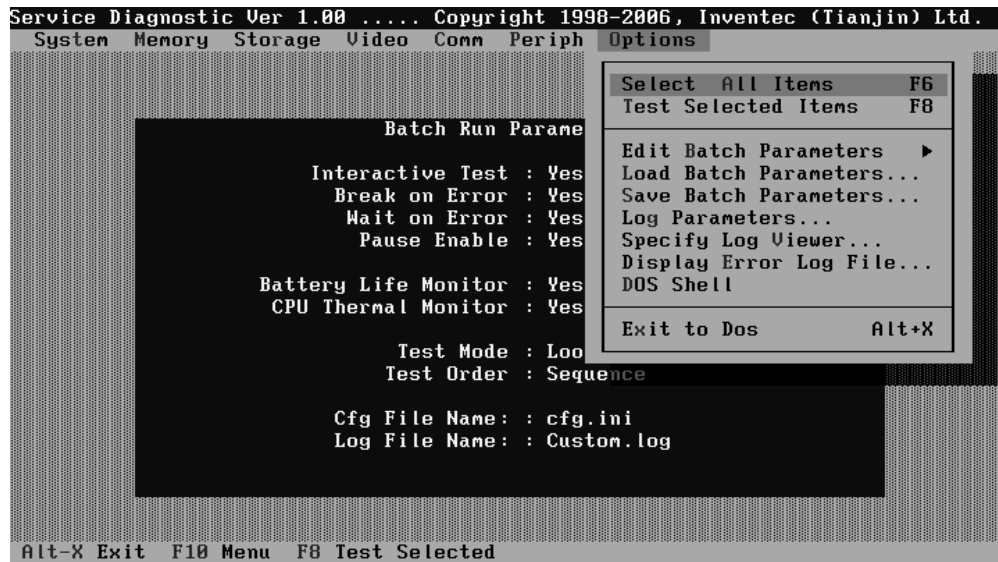 Service Diagnostic Ver 1.00 ..... Copyright 1998-2006, Inventec (Tianjin) Ltd.
System Memory Storage Video Comm Periph Options
Select All Items F6
Test Selected Items F8
Edit Batch Parameters ►
Load Batch Parameters...
Save Batch Parameters...
Log Parameters...
Specify Log Viewer...
Display Error Log File...
DOS Shell
Exit to Dos Alt+X
Batch Run Parame
Interactive Test : Yes
Break on Error : Yes
Wait on Error : Yes
Pause Enable : Yes
Battery Life Monitor : Yes
CPU Thermal Monitor : Yes
Test Mode : Loo
Test Order : Sequence
Cfg File Name: : cfg.ini
Log File Name: : Custom.log
Alt-X Exit F10 Menu F8 Test Selected